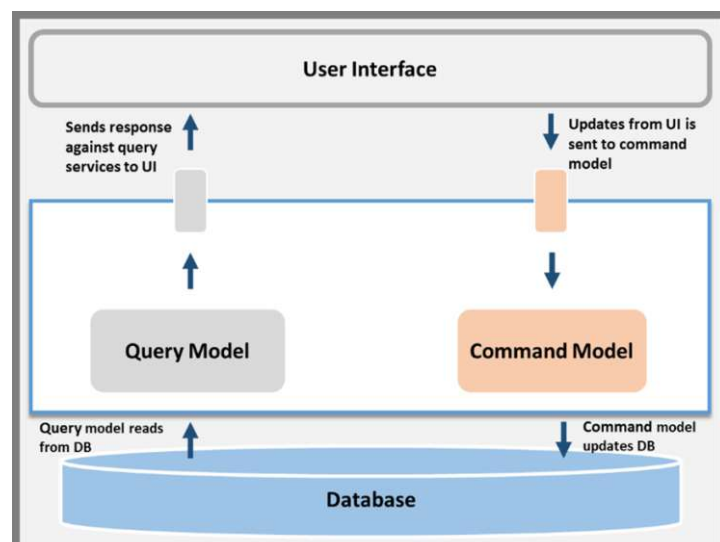 User Interface
Sends response
against query
services to UI
Updates from UI is
sent to command
model
Query Model
Command Model
Query model reads
from DB
Command model
updates DB
Database